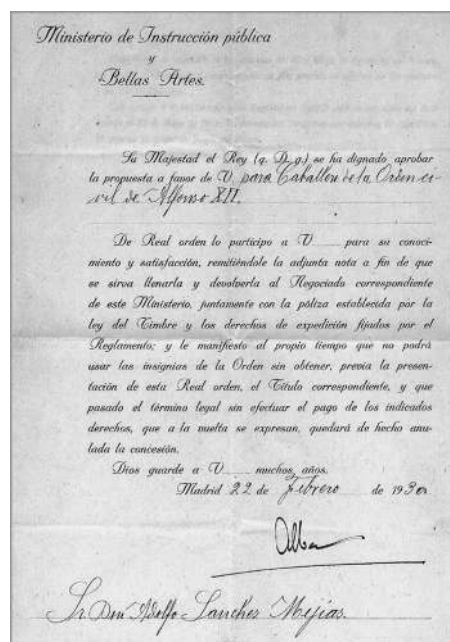 Ministerio de Instrucción pública
y
Bellas Artes.
Su Majestad el Rey (q. D. g.) se ha dignado aprobar
la propuesta a favor de V. para Caballero de la Orden ci-
vil de Alfonso XII.
De Real orden lo participo a V. para su conoci-
miento y satisfacción, remitiéndole la adjunta nota a fin de que
se sirva llenarla y devolverla al Negociado correspondiente
de este Ministerio, juntamente con la póliza establecida por la
ley del Timbre y los derechos de expedición fijados por el
Reglamento; y le manifiesto al propio tiempo que no podrá
usar las insignias de la Orden sin obtener, previa la presen-
tación de esta Real orden, el Título correspondiente, y que
pasado el término legal sin efectuar el pago de los indicados
derechos, que a la vuelta se expresan, quedará de hecho anu-
lada la concesión.
Dios guarde a V. muchos años.
Madrid 22 de Febrero de 1930
Alba
Sr. Don Adolfo Sanchez Mejias.